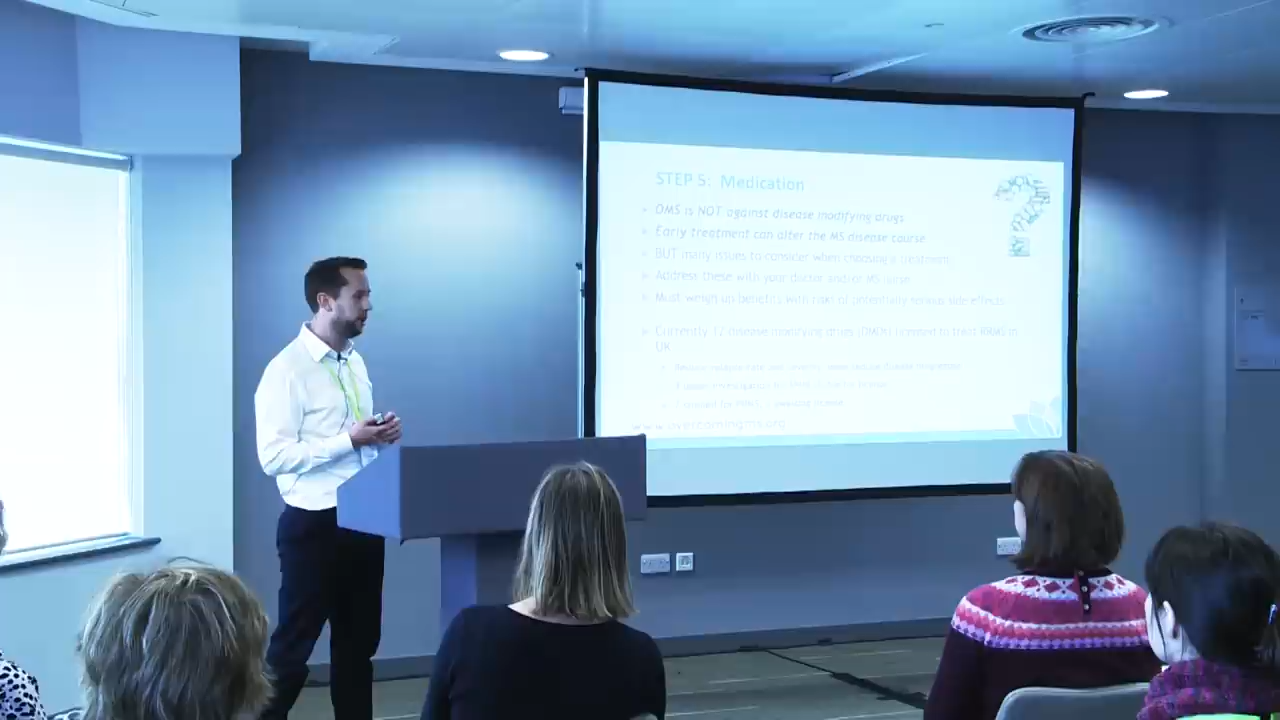 STEP 5: Medication
OMS is NOT against disease modifying drugs
Early treatment can alter the MS disease course
BUT many issues to consider when choosing a treatment
Address these with your doctor and/or MS nurse
Must weigh up benefits with risks of potentially serious side effects
Currently 12 disease modifying drugs (DMDs) licensed to treat RRMS in
UK
www.overcomingms.org